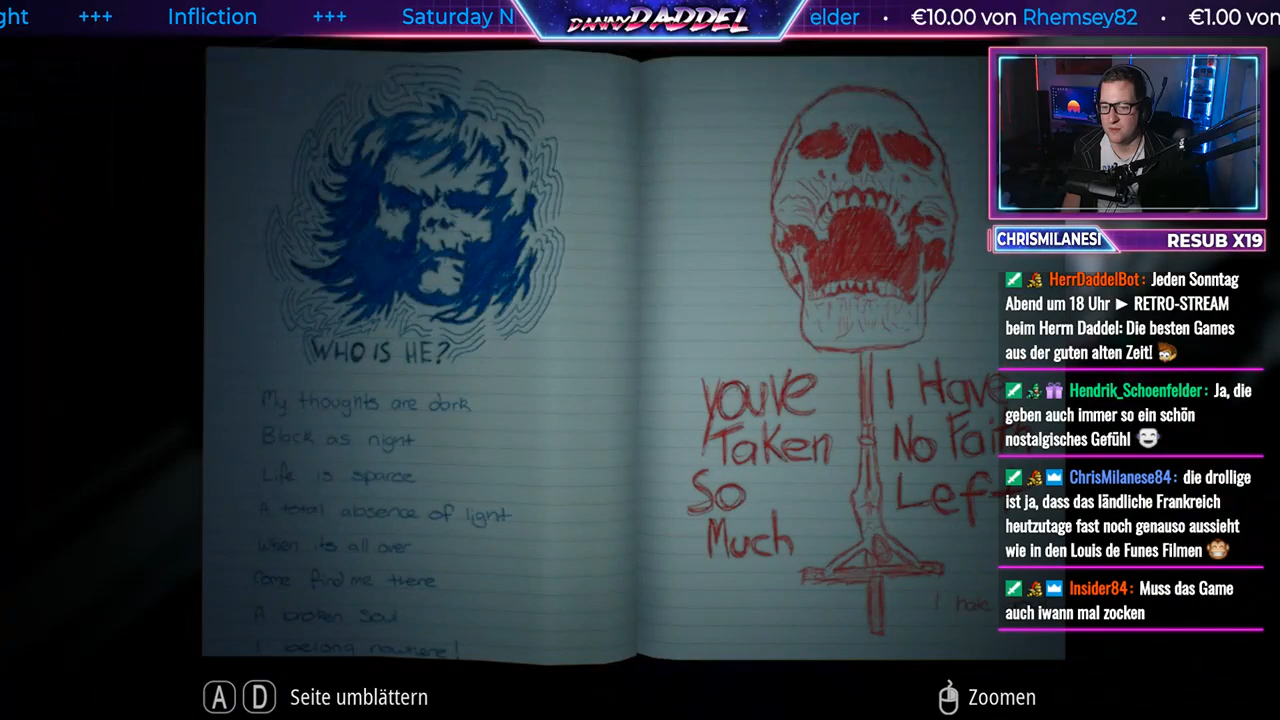 ght +++ Infliction +++ Saturday N
DANNYDADDEL
elder • €10.00 von Rhemsey82 • €1.00 von
WHO IS HE?
My thoughts are dark
Black as night
Life is sparse
A total absence of light
When its all over
Come find me there
A broken soul
I belong nowhere!
YOU'VE
Taken
So
Much
I Have
No Fait
Left
I hate
CHRISMILANESI RESUB X19
HerrDaddelBot: Jeden Sonntag
Abend um 18 Uhr ► RETRO-STREAM
beim Herrn Daddel: Die besten Games
aus der guten alten Zeit!
Hendrik_Schoenfelder: Ja, die
geben auch immer so ein schön
nostalgisches Gefühl!
ChrisMilanese84: die drollige
ist ja, dass das ländliche Frankreich
heutzutage fast noch genauso aussieht
wie in den Louis de Funes Filmen
Insider84: Muss das Game
auch iwann mal zocken
A D Seite umblättern
Zoomen